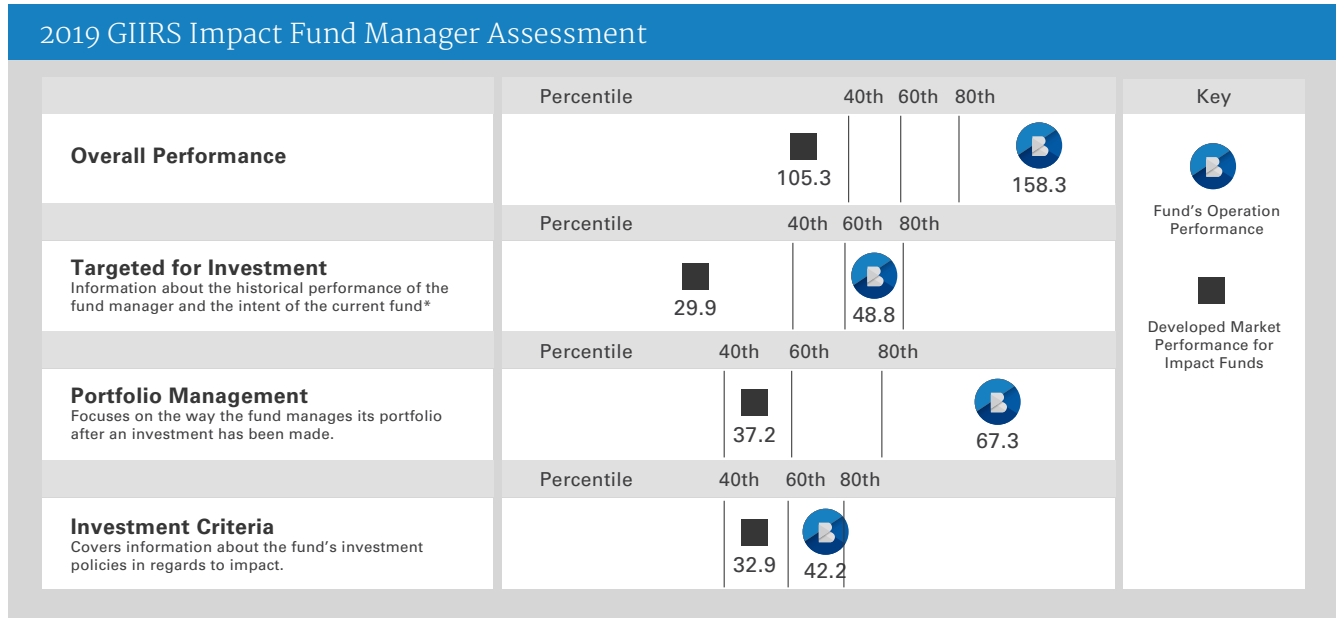 2019 GIIRS Impact Fund Manager Assessment
Percentile 40th 60th 80th
Key
Overall Performance
105.3
158.3
Fund's Operation
Performance
Percentile 40th 60th 80th
Targeted for Investment
Information about the historical performance of the
fund manager and the intent of the current fund*
29.9
48.8
Developed Market
Performance for
Impact Funds
Percentile 40th 60th 80th
Portfolio Management
Focuses on the way the fund manages its portfolio
after an investment has been made.
37.2
67.3
Percentile 40th 60th 80th
Investment Criteria
Covers information about the fund's investment
policies in regards to impact.
32.9
42.2